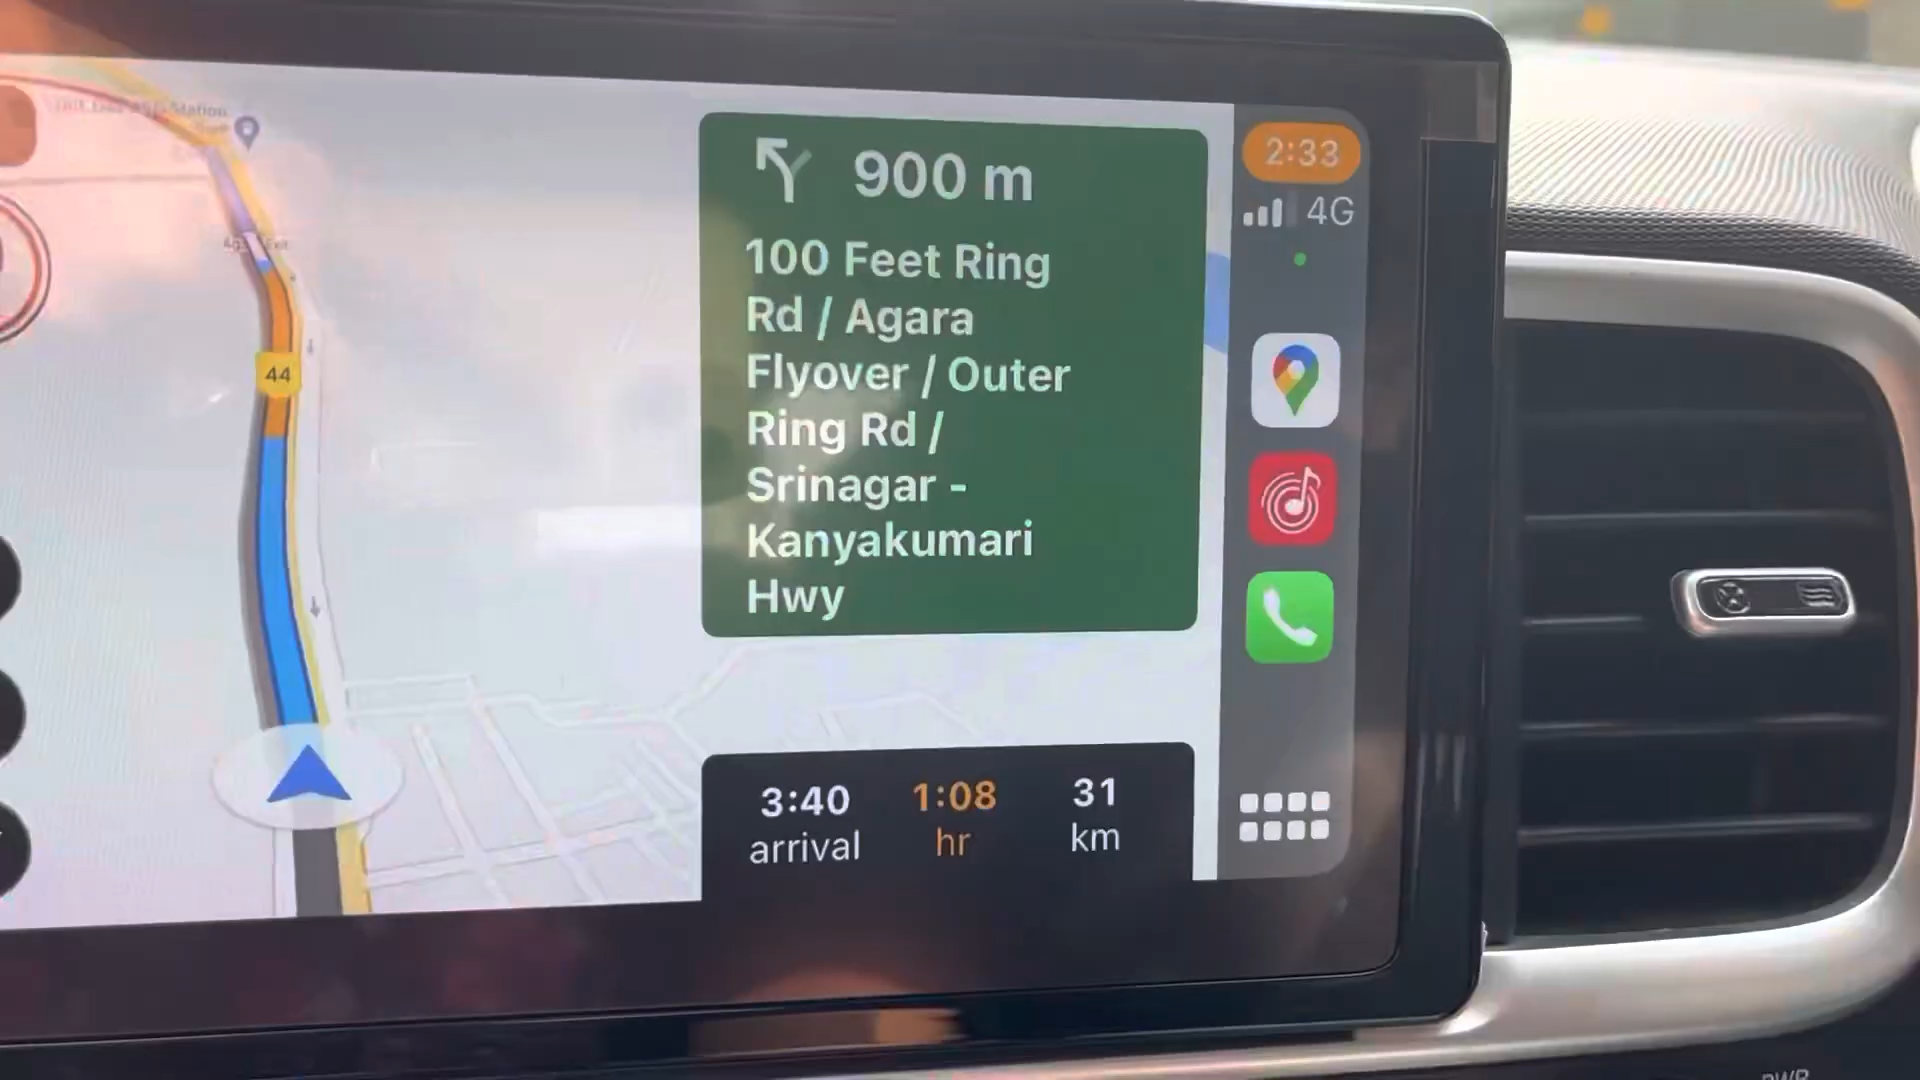 900 m
100 Feet Ring
Rd / Agara
Flyover / Outer
Ring Rd /
Srinagar -
Kanyakumari
Hwy
2:33
4G
44
3:40
arrival
1:08
hr
31
km